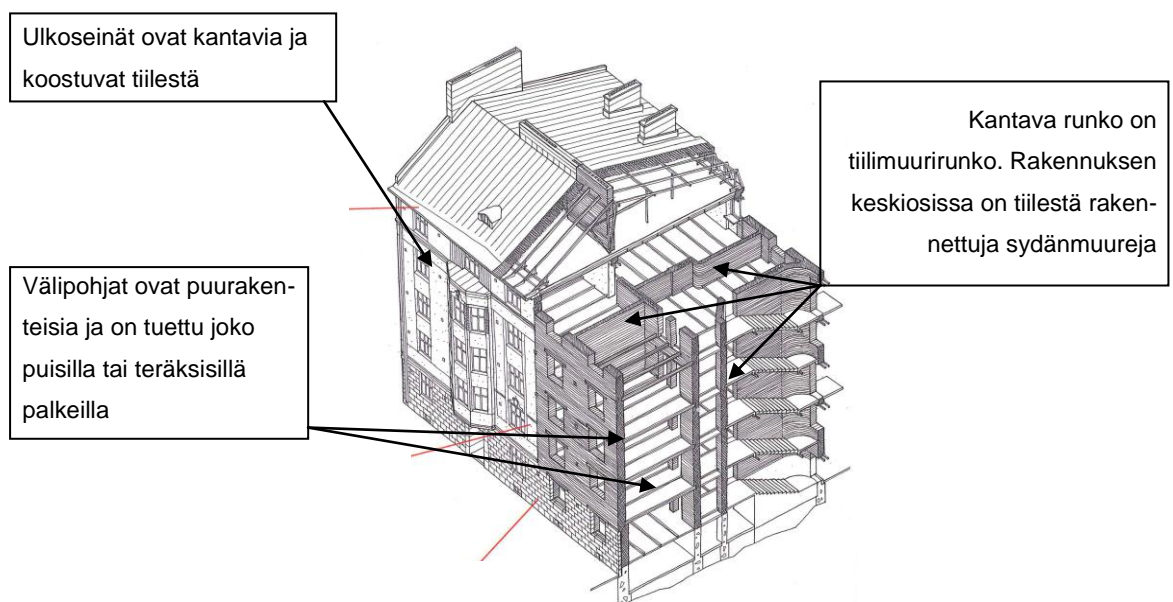 Ulkoseinät ovat kantavia ja
koostuvat tiilestä
Kantava runko on
tiilimuurirunko. Rakennuksen
keskiosissa on tiilestä raken-
nettuja sydänmuureja
Välipohjat ovat puuraken-
teisia ja on tuettu joko
puisilla tai teräksisillä
palkeilla